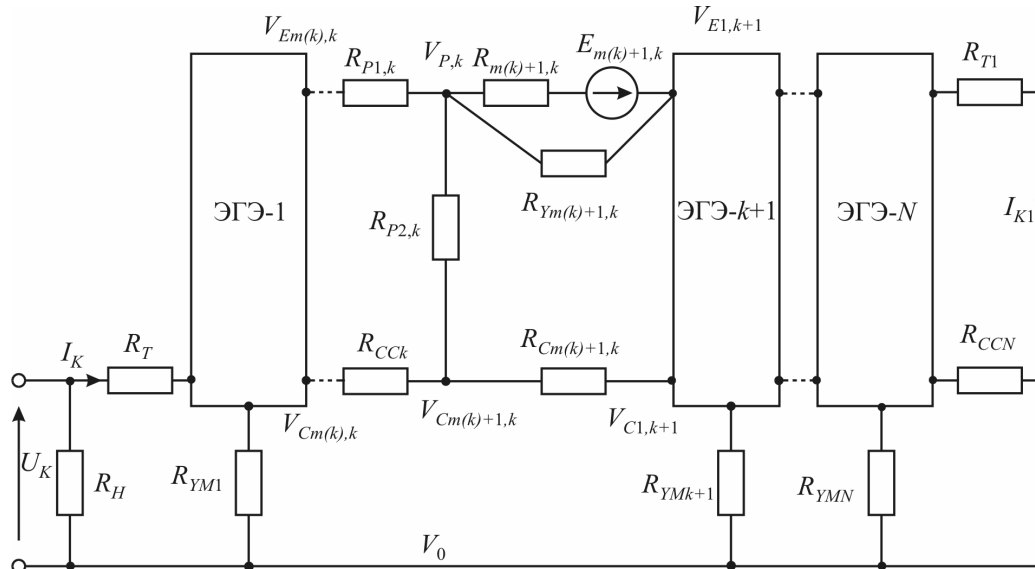 V_{Em(k),k}
V_{E1,k+1}
R_{P1,k}
V_{P,k}
R_{m(k)+1,k}
E_{m(k)+1,k}
R_{T1}
R_{Ym(k)+1,k}
ЭГЭ-1
R_{P2,k}
ЭГЭ-k+1
ЭГЭ-N
I_{K1}
I_K
R_T
R_{CCk}
R_{Cm(k)+1,k}
R_{CCN}
V_{Cm(k),k}
V_{Cm(k)+1,k}
V_{C1,k+1}
U_K
R_H
R_{YM1}
R_{YMk+1}
R_{YMN}
V_0